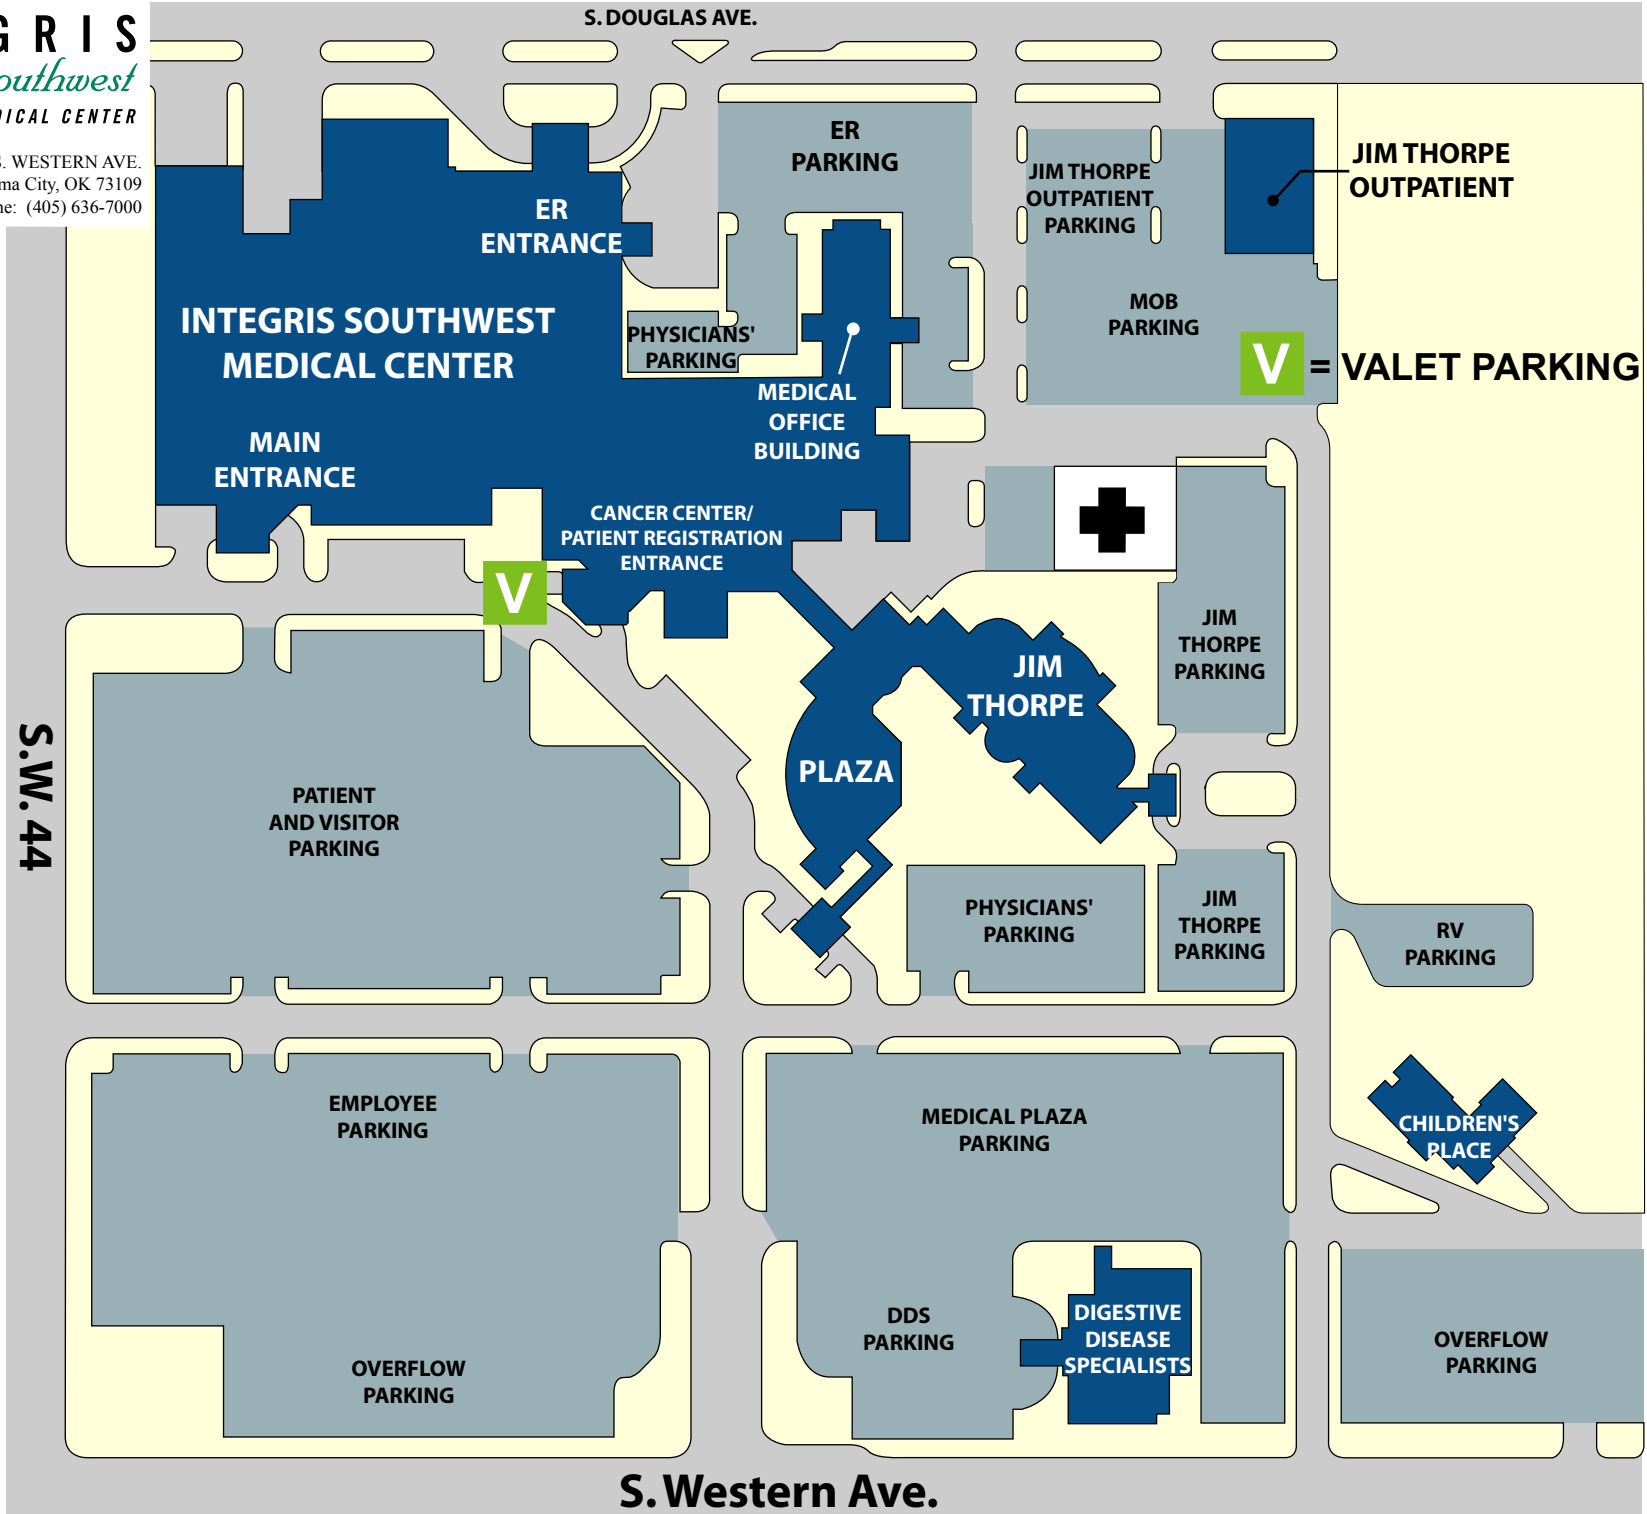 S. DOUGLAS AVE.
GRIS
outhwest
DICAL CENTER
S. WESTERN AVE.
ma City, OK 73109
ne: (405) 636-7000
ER
PARKING
JIM THORPE
OUTPATIENT
PARKING
JIM THORPE
OUTPATIENT
ER
ENTRANCE
INTEGRIS SOUTHWEST
MEDICAL CENTER
PHYSICIANS'
PARKING
MOB
PARKING
V = VALET PARKING
MEDICAL
OFFICE
BUILDING
MAIN
ENTRANCE
CANCER CENTER/
PATIENT REGISTRATION
ENTRANCE
V
JIM
THORPE
PARKING
JIM
THORPE
PLAZA
S.W. 44
PATIENT
AND VISITOR
PARKING
PHYSICIANS'
PARKING
JIM
THORPE
PARKING
RV
PARKING
EMPLOYEE
PARKING
MEDICAL PLAZA
PARKING
CHILDREN'S
PLACE
DDS
PARKING
DIGESTIVE
DISEASE
SPECIALISTS
OVERFLOW
PARKING
OVERFLOW
PARKING
S. Western Ave.